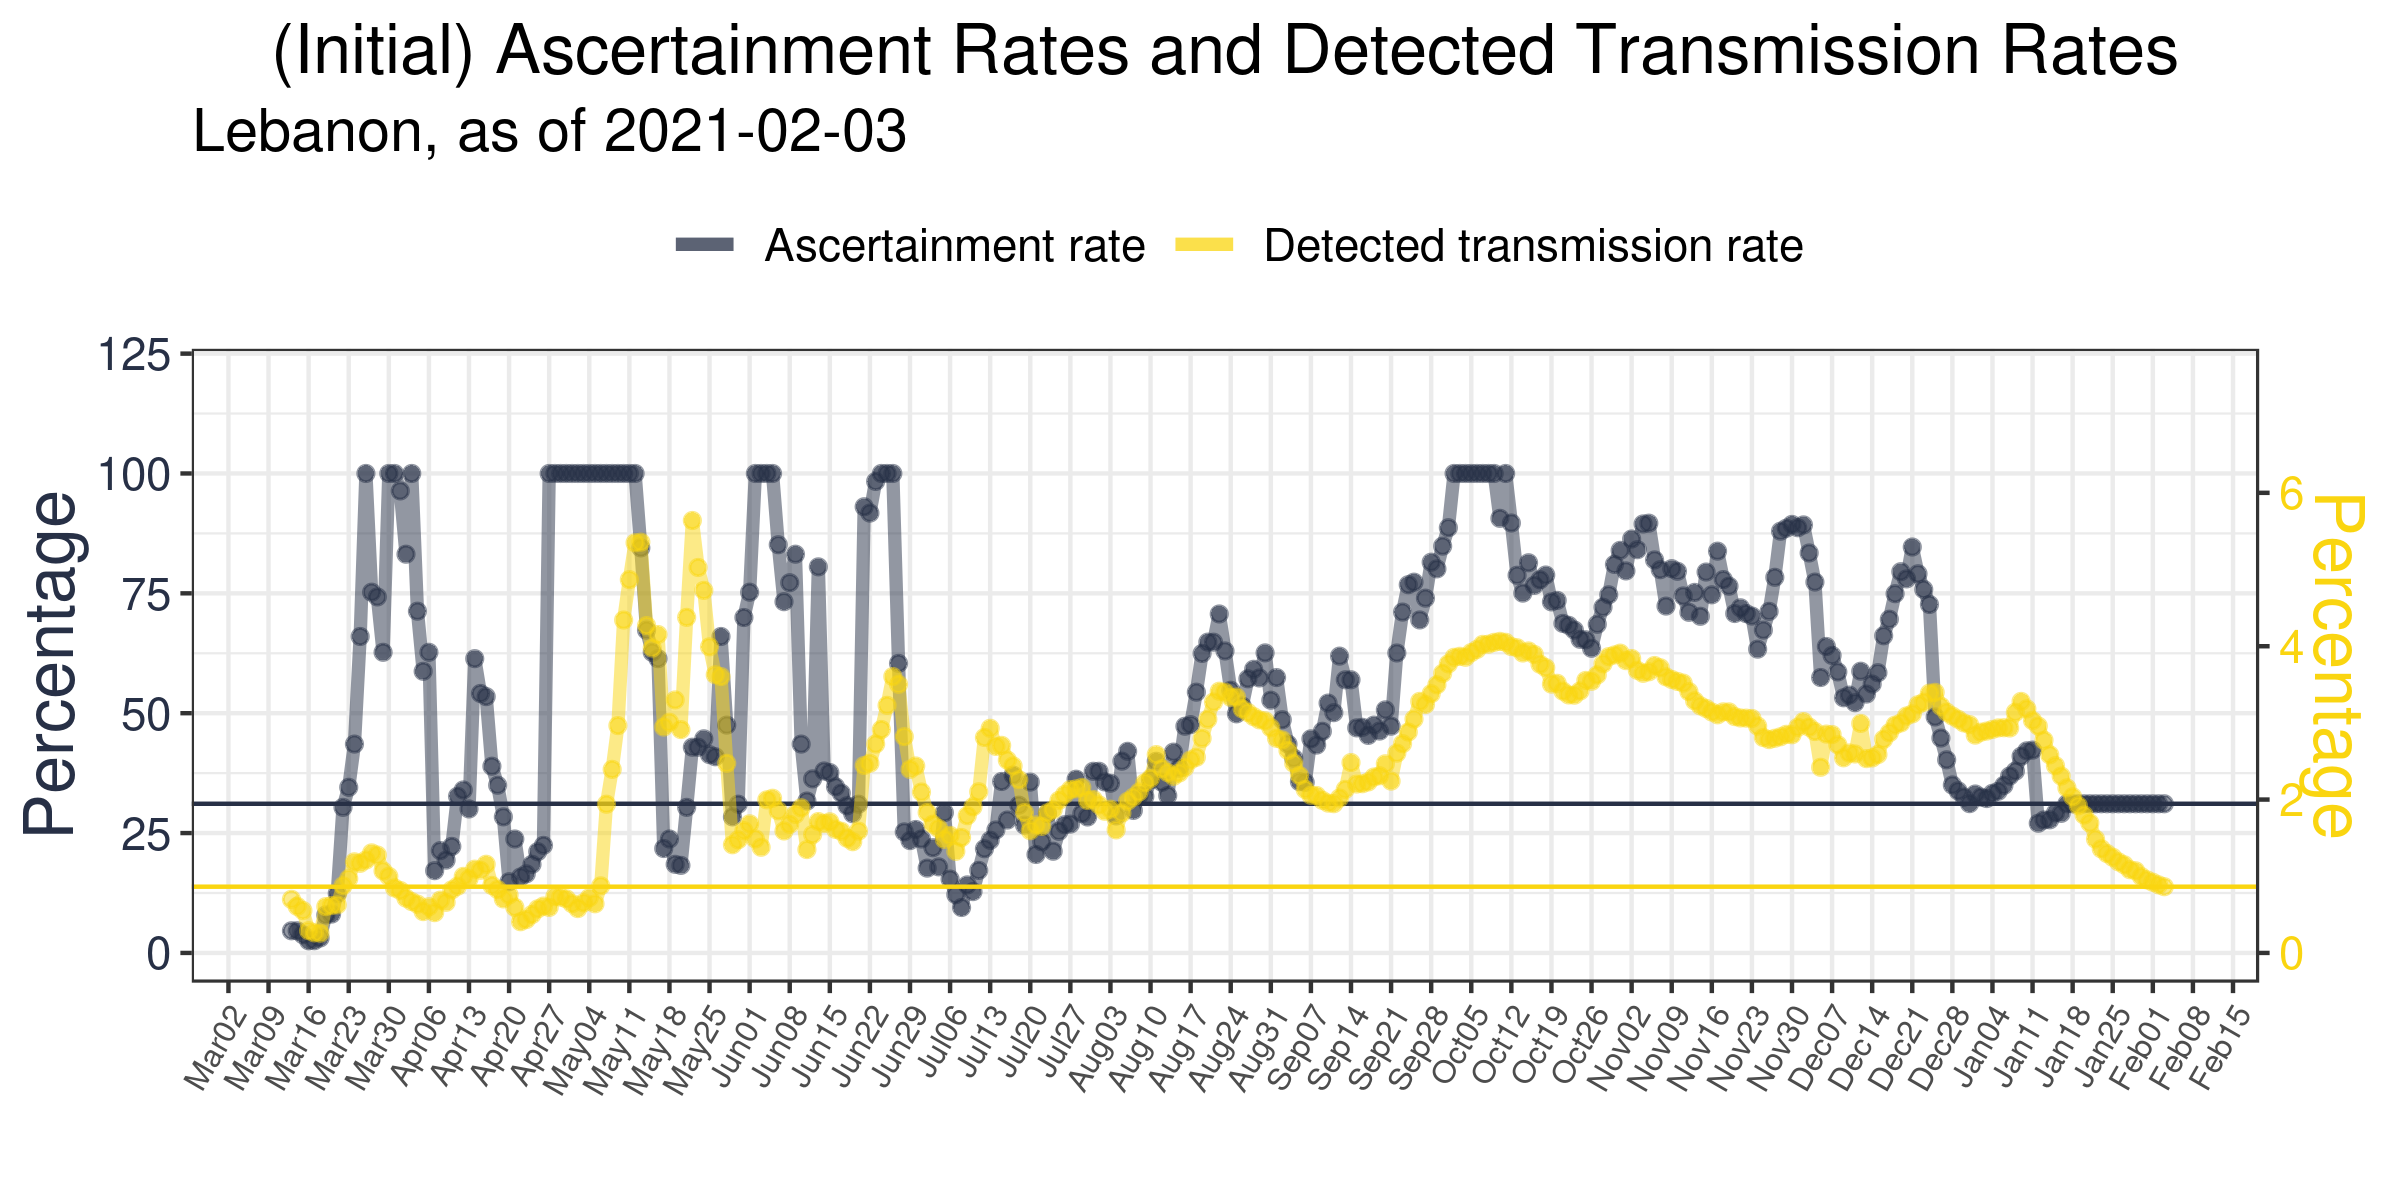 (Initial) Ascertainment Rates and Detected Transmission Rates
Lebanon, as of 2021-02-03
Ascertainment rate Detected transmission rate
125
100
75
50
25
0
Percentage
6
4
2
0
Percentage
Mar02 Mar09 Mar16 Mar23 Mar30 Apr06 Apr13 Apr20 Apr27 May04 May11 May18 May25 Jun01 Jun08 Jun15 Jun22 Jun29 Jul06 Jul13 Jul20 Jul27 Aug03 Aug10 Aug17 Aug24 Aug31 Sep07 Sep14 Sep21 Sep28 Oct05 Oct12 Oct19 Oct26 Nov02 Nov09 Nov16 Nov23 Nov30 Dec07 Dec14 Dec21 Dec28 Jan04 Jan11 Jan18 Jan25 Feb01 Feb08 Feb15